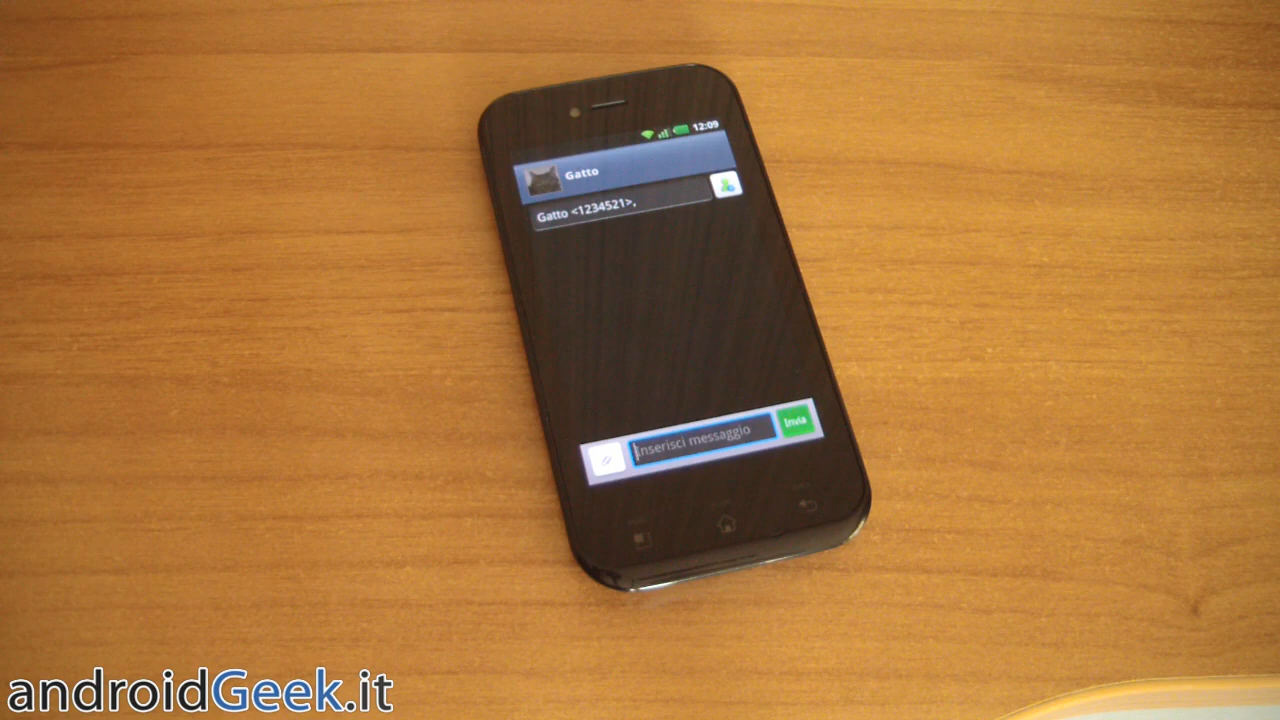 12:09
Gatto
Gatto <1234521>,
Inserisci messaggio
Invia
androidGeek.it